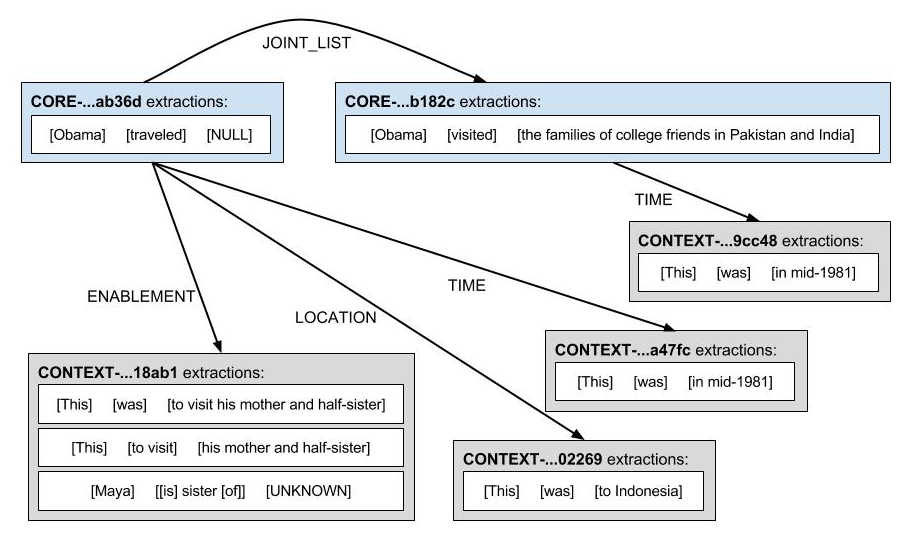 JOINT_LIST
CORE-...ab36d extractions:
[Obama] [traveled] [NULL]
CORE-...b182c extractions:
[Obama] [visited] [the families of college friends in Pakistan and India]
TIME
CONTEXT-...9cc48 extractions:
[This] [was] [in mid-1981]
ENABLEMENT
LOCATION
TIME
CONTEXT-...a47fc extractions:
[This] [was] [in mid-1981]
CONTEXT-...18ab1 extractions:
[This] [was] [to visit his mother and half-sister]
[This] [to visit] [his mother and half-sister]
[Maya] [[is] sister [of]] [UNKNOWN]
CONTEXT-...02269 extractions:
[This] [was] [to Indonesia]